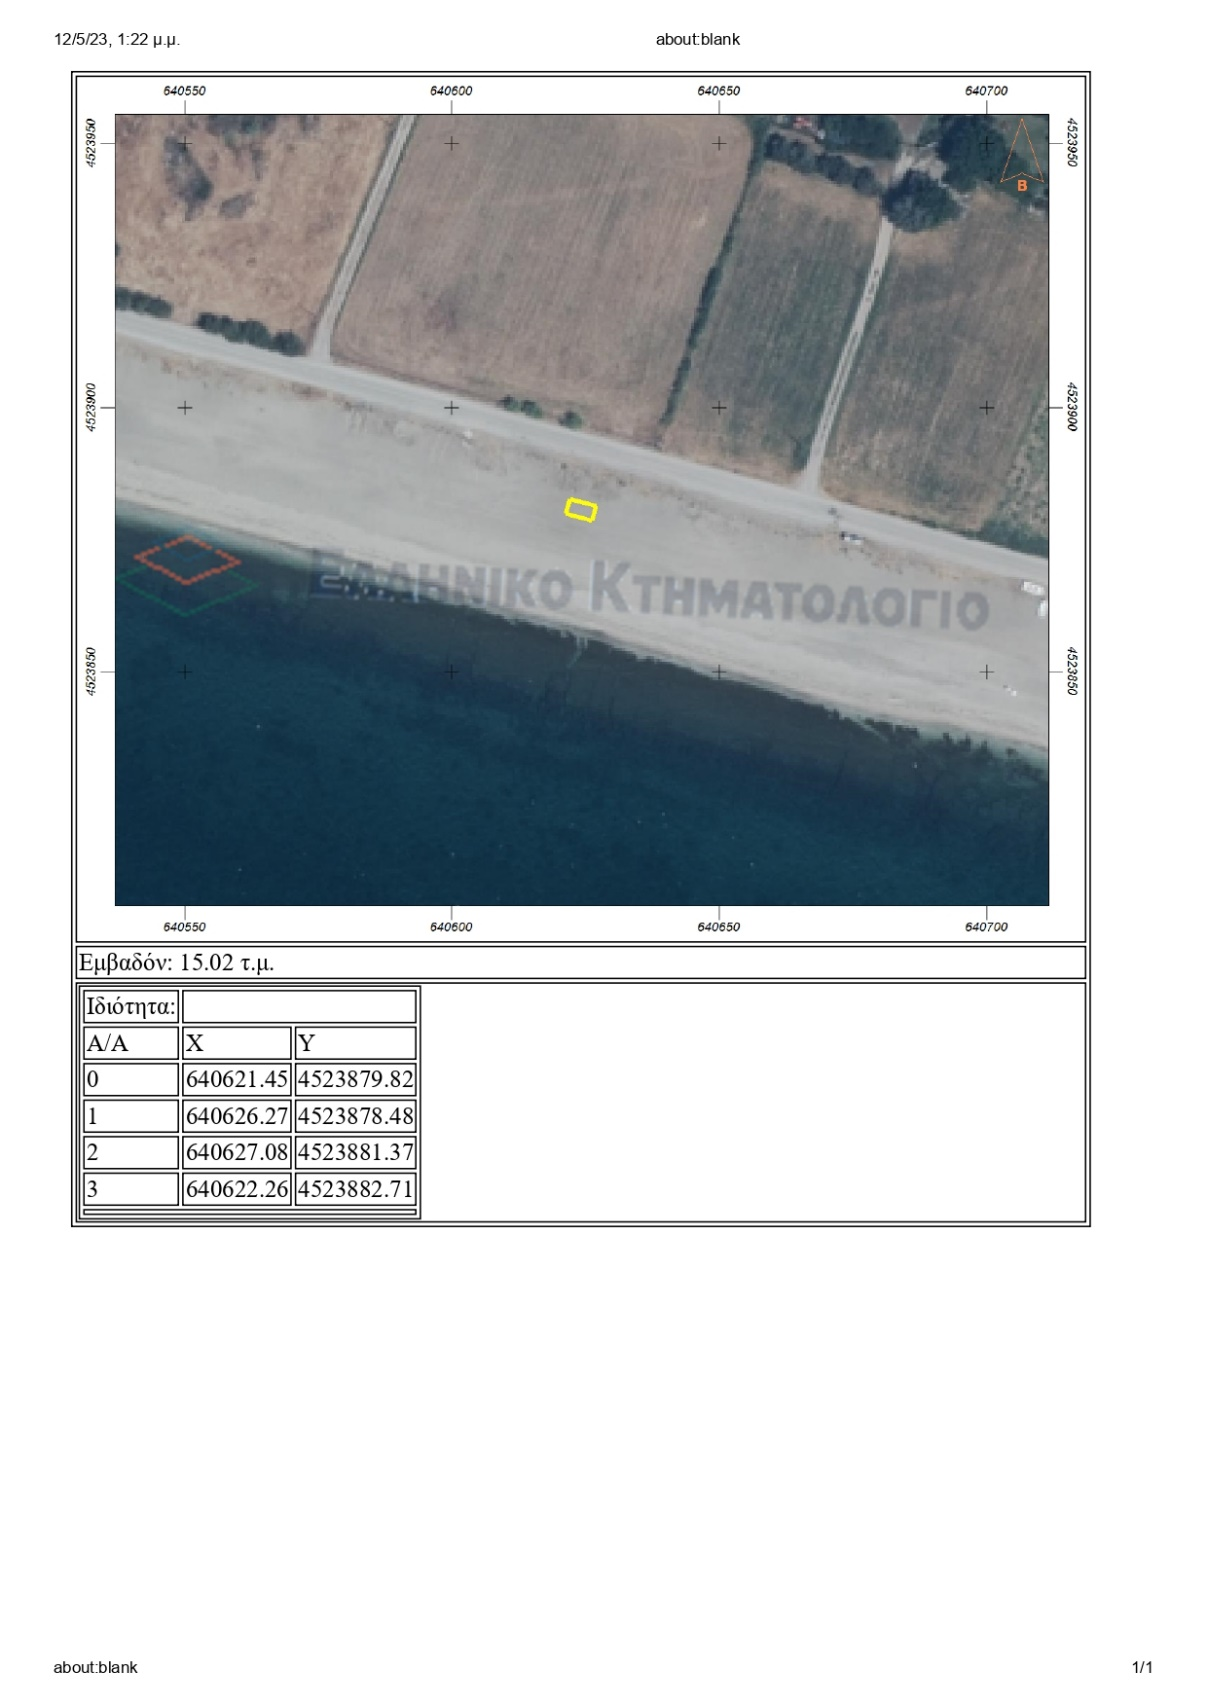 12/5/23, 1:22 μ.μ. about:blank
640550 640600 640650 640700
4523950 4523950
B
4523900 4523900
ΕΛΛΗΝΙΚΟ ΚΤΗΜΑΤΟΛΟΓΙΟ
4523850 4523850
640550 640600 640650 640700
Εμβαδόν: 15.02 τ.μ.
Ιδιότητα:
Α/Α X Y
0 640621.45 4523879.82
1 640626.27 4523878.48
2 640627.08 4523881.37
3 640622.26 4523882.71
about:blank 1/1